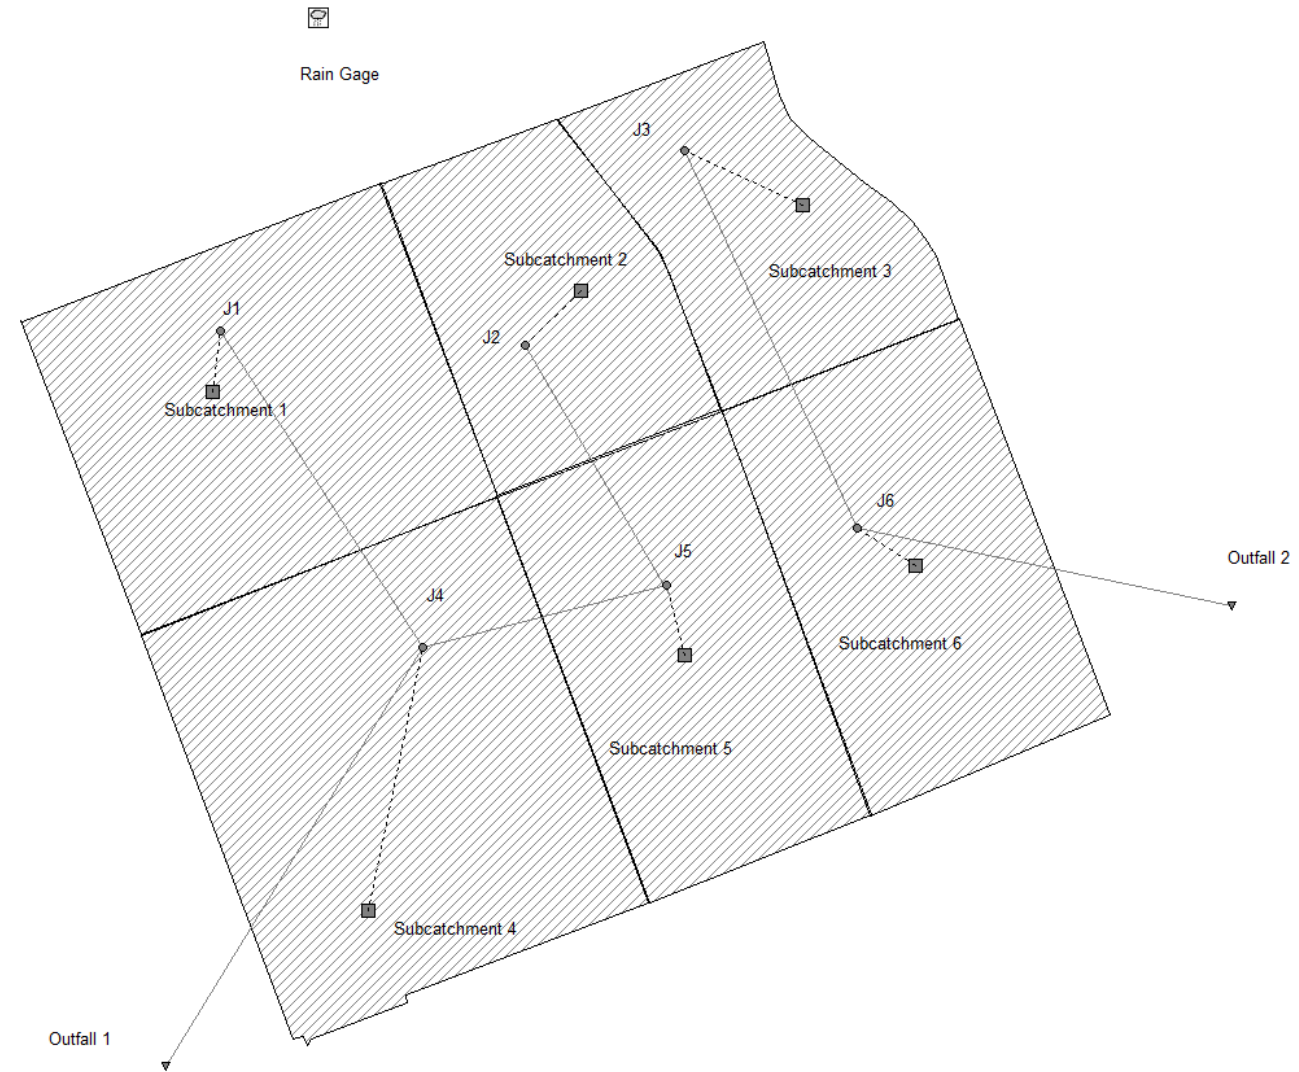 Rain Gage
J3
Subcatchment 2
Subcatchment 3
J1
J2
Subcatchment 1
J6
J5
Outfall 2
J4
Subcatchment 6
Subcatchment 5
Subcatchment 4
Outfall 1